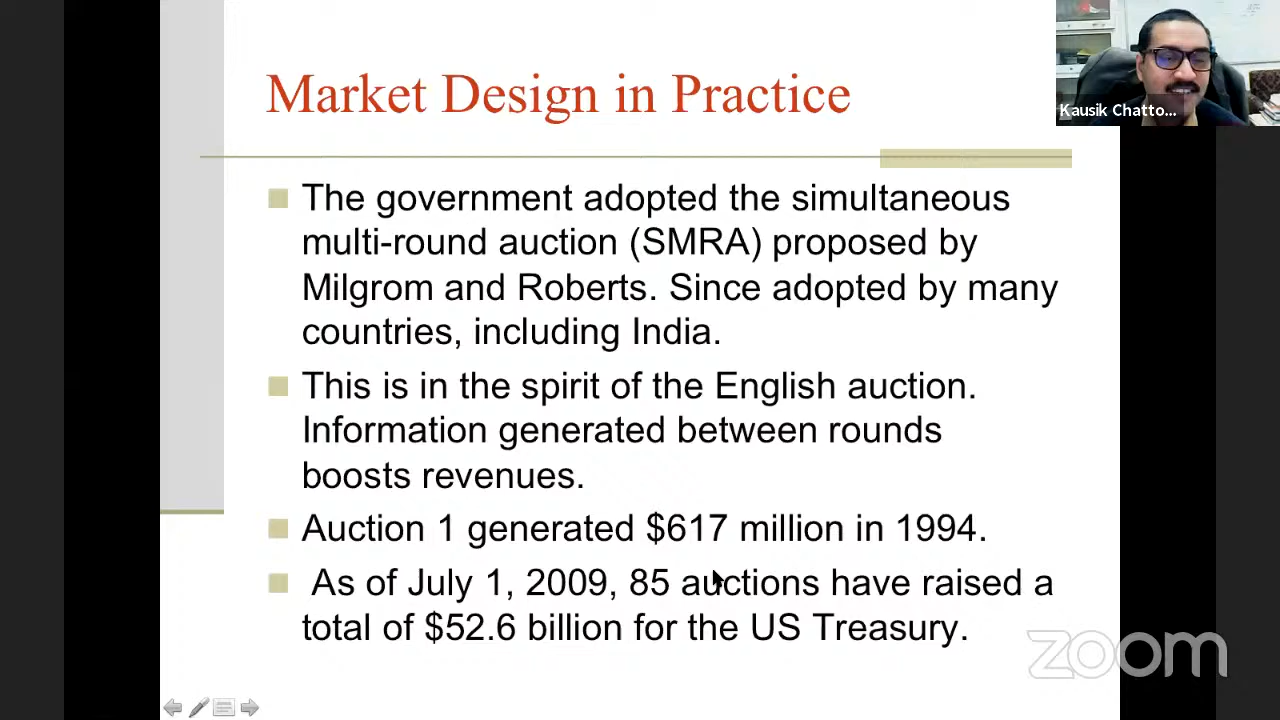 Market Design in Practice
Kausik Chatto...
The government adopted the simultaneous
multi-round auction (SMRA) proposed by
Milgrom and Roberts. Since adopted by many
countries, including India.
This is in the spirit of the English auction.
Information generated between rounds
boosts revenues.
Auction 1 generated $617 million in 1994.
As of July 1, 2009, 85 auctions have raised a
total of $52.6 billion for the US Treasury.
zoom